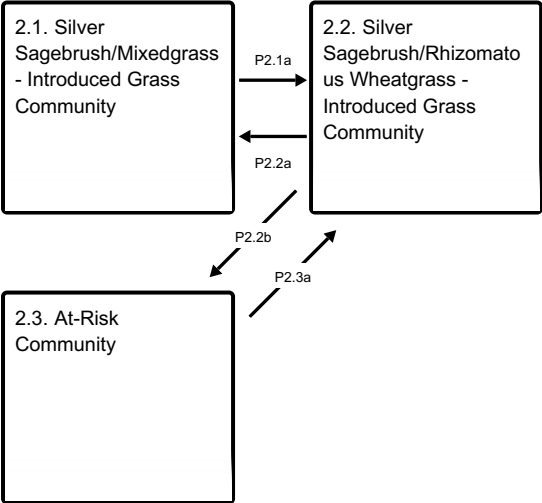 2.1. Silver
Sagebrush/Mixedgrass
- Introduced Grass
Community
P2.1a
2.2. Silver
Sagebrush/Rhizomato
us Wheatgrass -
Introduced Grass
Community
P2.2a
P2.2b
P2.3a
2.3. At-Risk
Community